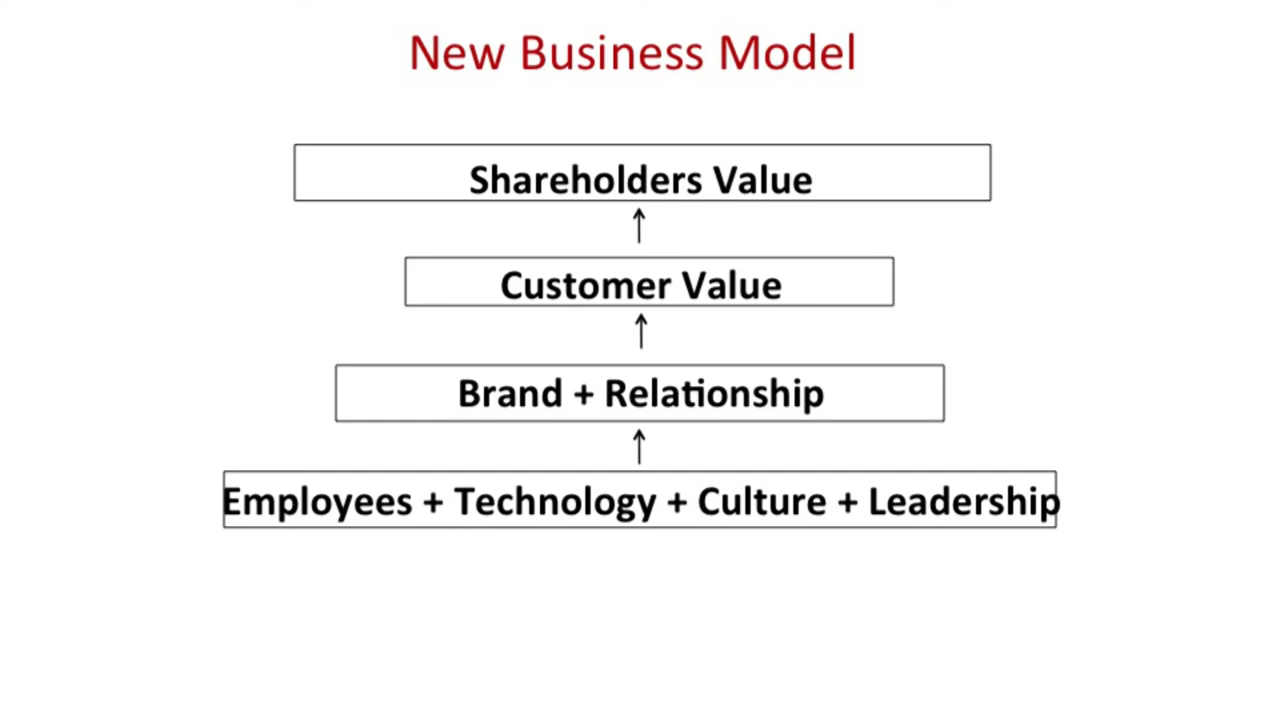 New Business Model
Shareholders Value
Customer Value
Brand + Relationship
Employees + Technology + Culture + Leadership